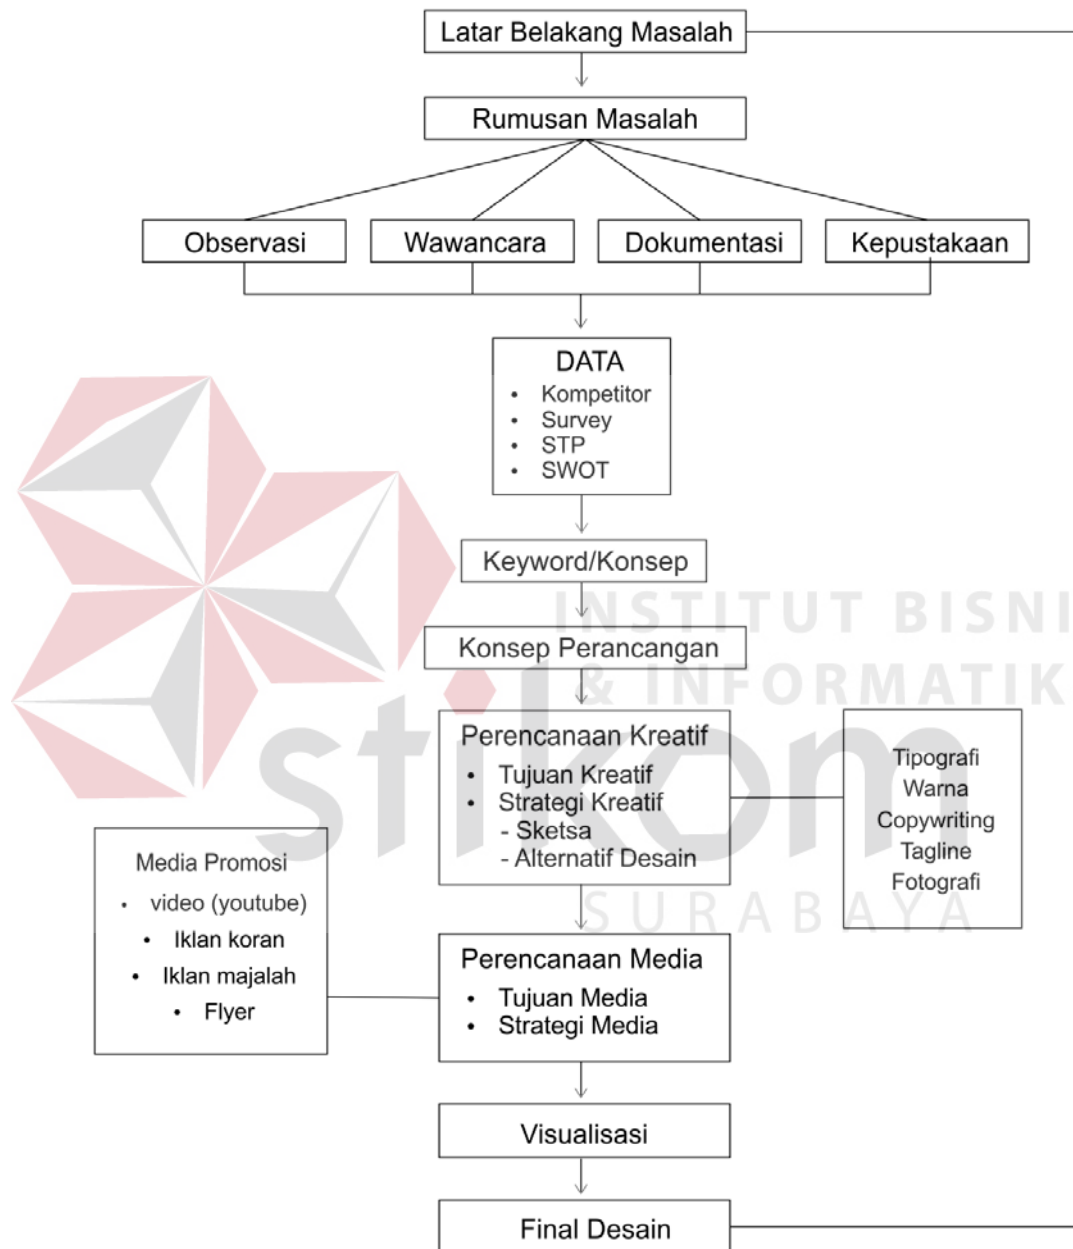 Latar Belakang Masalah
Rumusan Masalah
Observasi
Wawancara
Dokumentasi
Kepustakaan
DATA
• Kompetitor
• Survey
• STP
• SWOT
Keyword/Konsep
Konsep Perancangan
Perencanaan Kreatif
• Tujuan Kreatif
• Strategi Kreatif
- Sketsa
- Alternatif Desain
Tipografi
Warna
Copywriting
Tagline
Fotografi
Media Promosi
• video (youtube)
• Iklan koran
• Iklan majalah
• Flyer
Perencanaan Media
• Tujuan Media
• Strategi Media
Visualisasi
Final Desain
INSTITUT BISNI
& INFORMATIK
stikom
SURABAYA